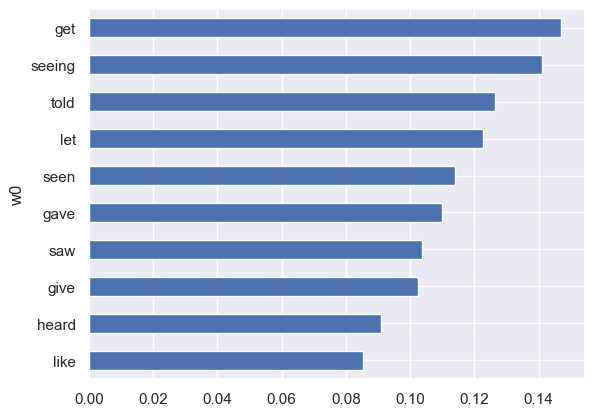 get
seeing
told
let
seen
gave
saw
give
heard
like
w0
0.00 0.02 0.04 0.06 0.08 0.10 0.12 0.14